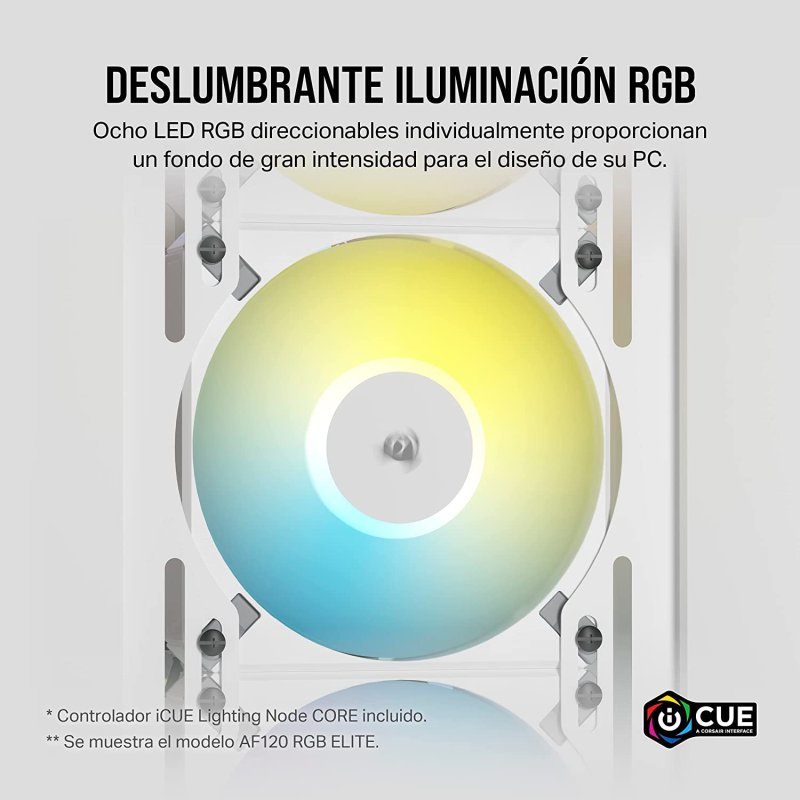 DESLUMBRANTE ILUMINACIÓN RGB
Ocho LED RGB direccionables individualmente proporcionan
un fondo de gran intensidad para el diseño de su PC.
* Controlador iCUE Lighting Node CORE incluido.
** Se muestra el modelo AF120 RGB ELITE.
iCUE
A CORSAIR INTERFACE